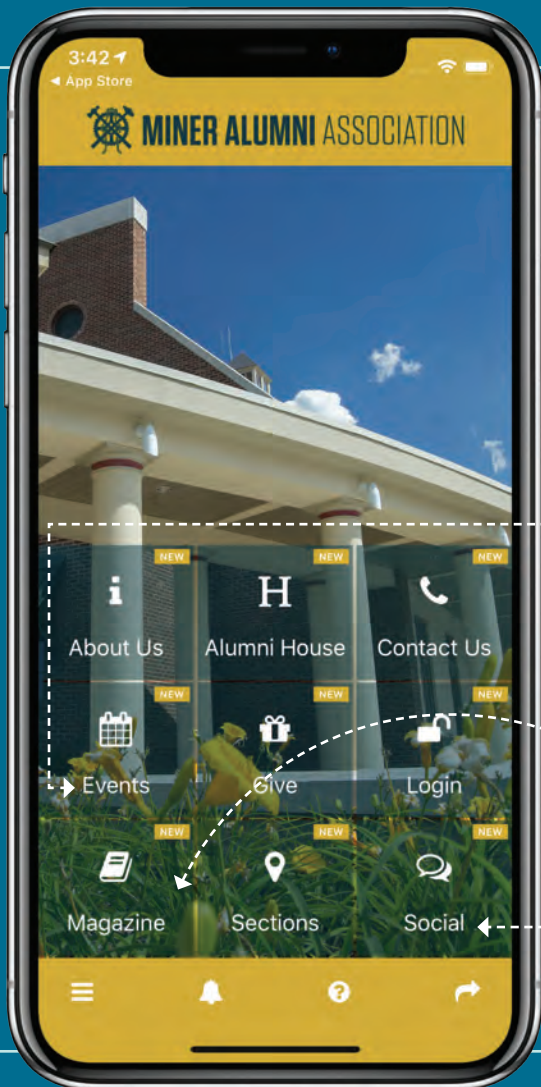 3:42
◀ App Store
MINER ALUMNI ASSOCIATION
NEW NEW NEW
i H
About Us Alumni House Contact Us
NEW NEW NEW
Events Give Login
NEW NEW NEW
Magazine Sections Social
?